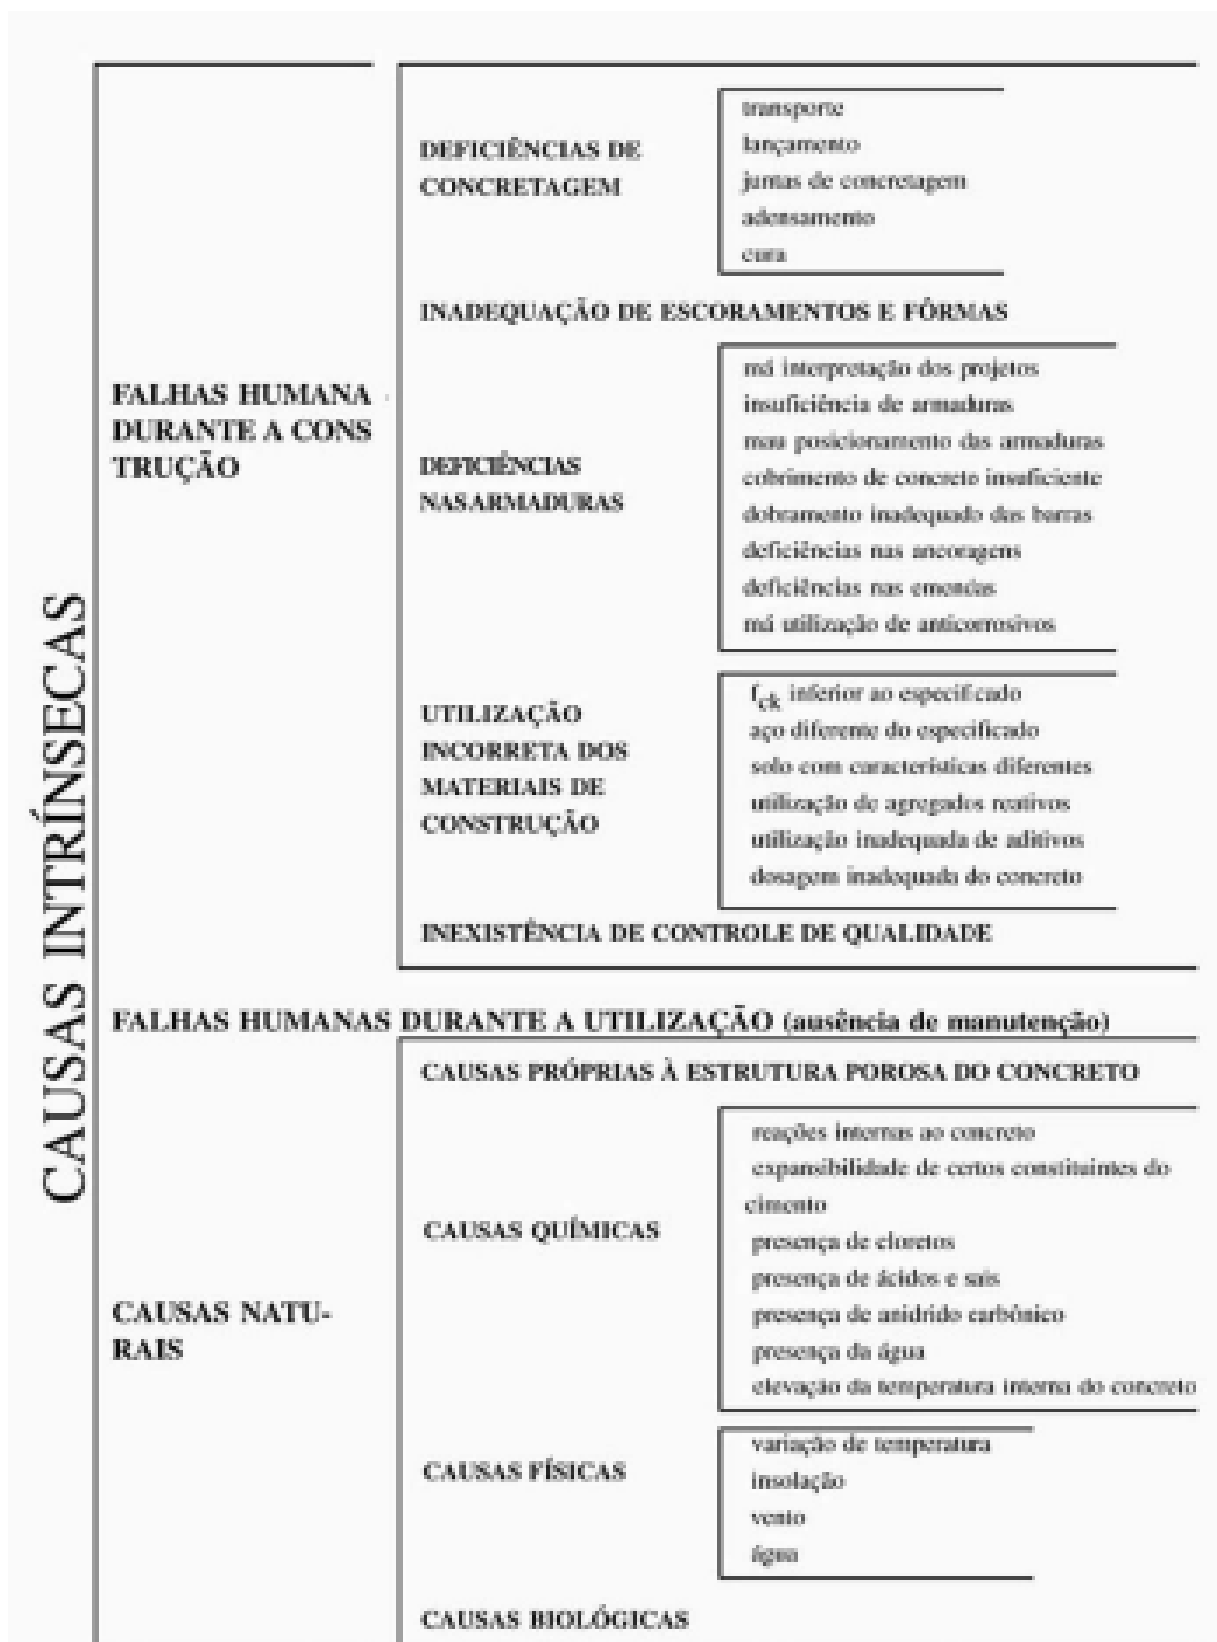 CAUSAS INTRÍNSECAS
FALHAS HUMANA
DURANTE A CONS
TRUÇÃO
DEFICIÊNCIAS DE
CONCRETAGEM
transporte
lançamento
juntas de concretagem
adensamento
cura
INADEQUAÇÃO DE ESCORAMENTOS E FÔRMAS
DEFICIÊNCIAS
NASARMADURAS
má interpretação dos projetos
insuficiência de armaduras
mau posicionamento das armaduras
cobrimento de concreto insuficiente
dobramento inadequado das barras
deficiências nas ancoragens
deficiências nas emendas
má utilização de anticorrosivos
UTILIZAÇÃO
INCORRETA DOS
MATERIAIS DE
CONSTRUÇÃO
fck inferior ao especificado
aço diferente do especificado
solo com características diferentes
utilização de agregados reativos
utilização inadequada de aditivos
dosagem inadequada do concreto
INEXISTÊNCIA DE CONTROLE DE QUALIDADE
FALHAS HUMANAS DURANTE A UTILIZAÇÃO (ausência de manutenção)
CAUSAS NATU-
RAIS
CAUSAS PRÓPRIAS À ESTRUTURA POROSA DO CONCRETO
CAUSAS QUÍMICAS
reações internas ao concreto
expansibilidade de certos constituintes do
cimento
presença de cloretos
presença de ácidos e sais
presença de anidrido carbônico
presença da água
elevação da temperatura interna do concreto
CAUSAS FÍSICAS
variação de temperatura
insolação
vento
água
CAUSAS BIOLÓGICAS